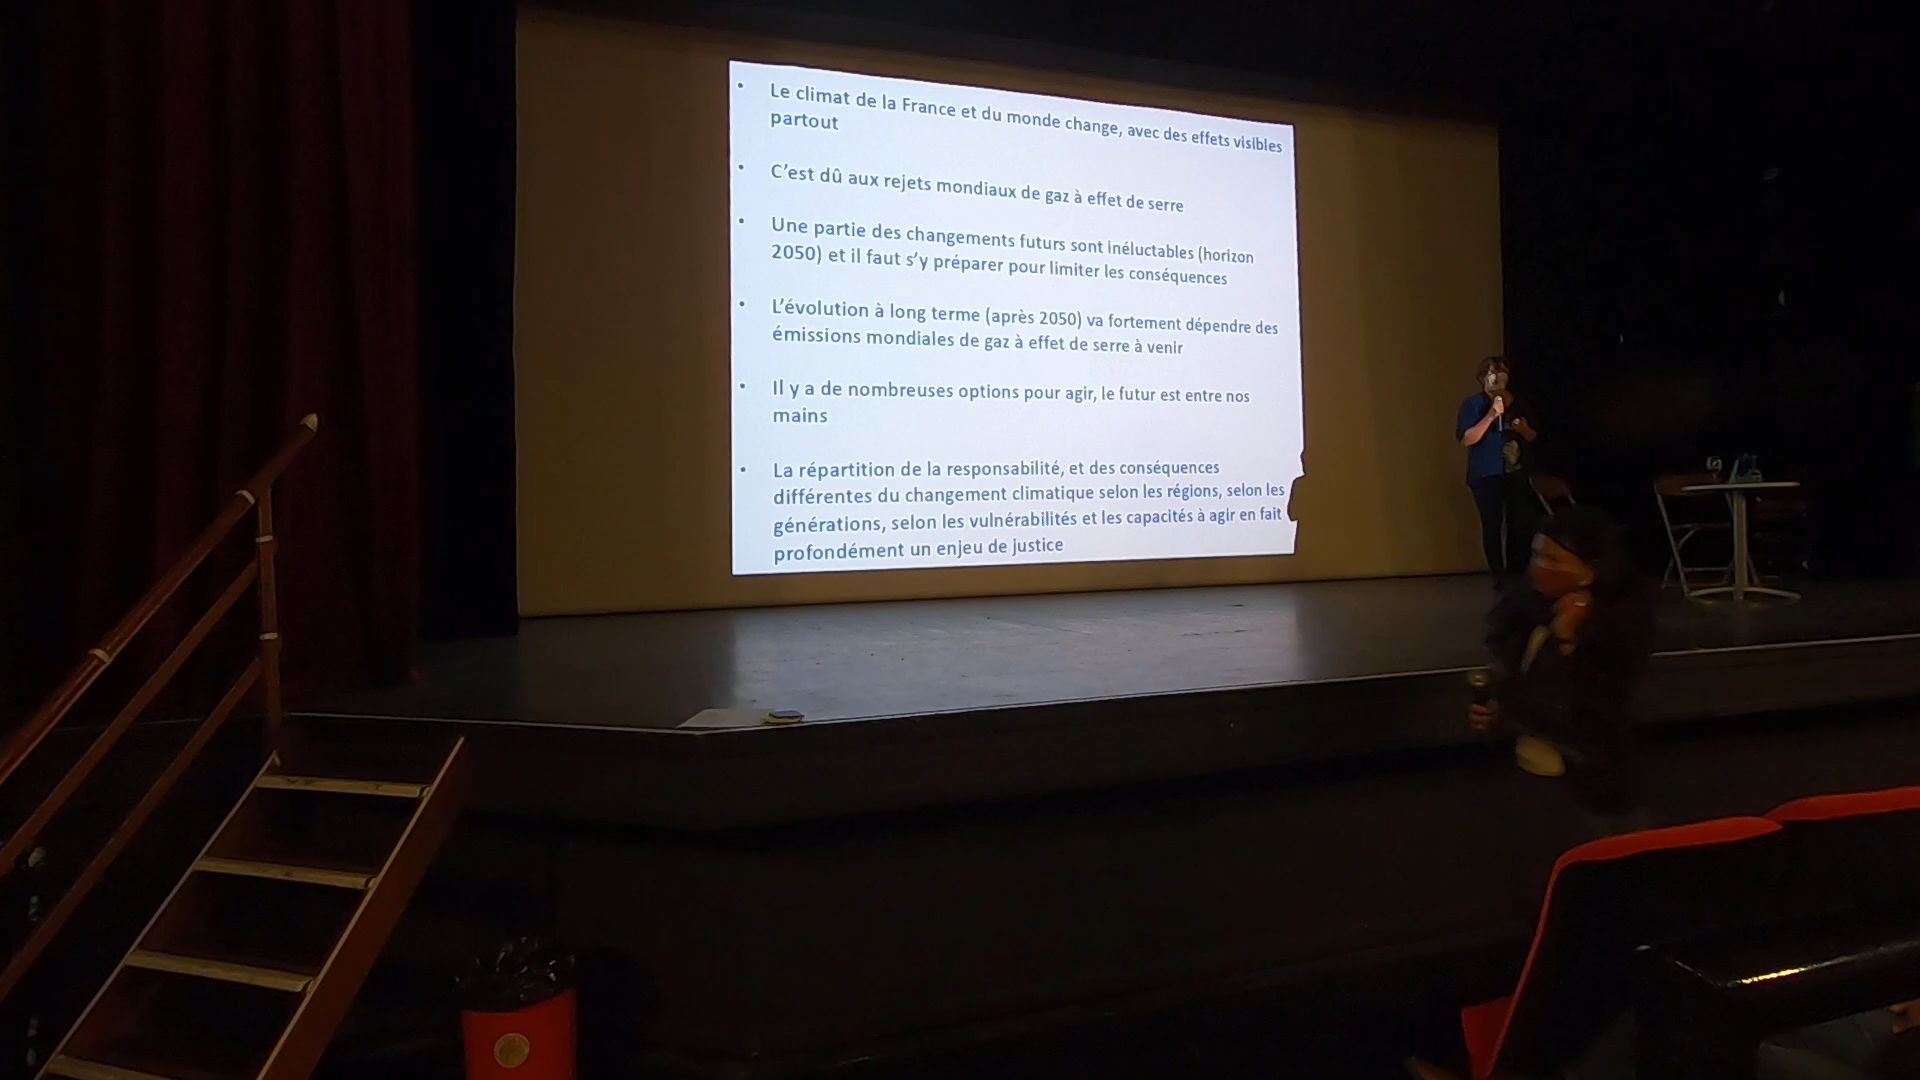 • Le climat de la France et du monde change, avec des effets visibles
partout
• C'est dû aux rejets mondiaux de gaz à effet de serre
• Une partie des changements futurs sont inéluctables (horizon
2050) et il faut s'y préparer pour limiter les conséquences
• L'évolution à long terme (après 2050) va fortement dépendre des
émissions mondiales de gaz à effet de serre à venir
• Il y a de nombreuses options pour agir, le futur est entre nos
mains
• La répartition de la responsabilité, et des conséquences
différentes du changement climatique selon les régions, selon les
générations, selon les vulnérabilités et les capacités à agir en fait
profondément un enjeu de justice